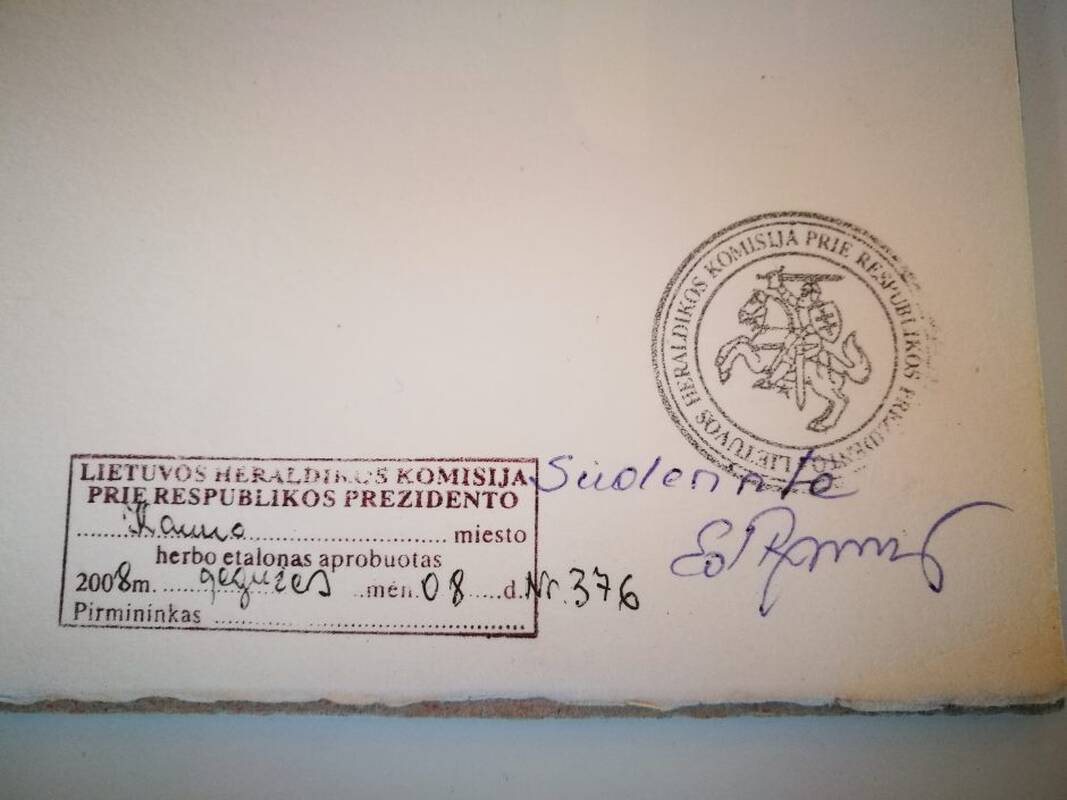 LIETUVOS HERALDIKOS KOMISIJA PRIE RESPUBLIKOS PREZIDENTO
LIETUVOS HERALDIKOS KOMISIJA
PRIE RESPUBLIKOS PREZIDENTO
Kauno miesto
herbo etalonas aprobuotas
2008m. gegužės mėn. 08 d. Nr. 376
Pirmininkas
Suderinta